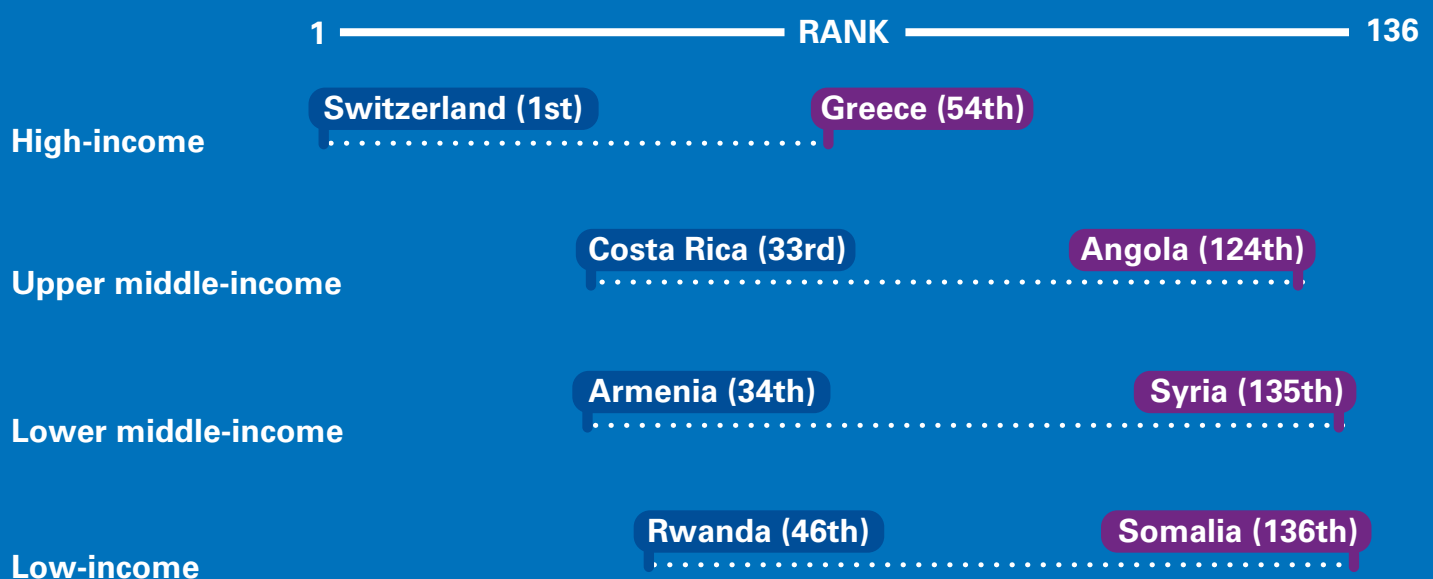 1 RANK 136
Switzerland (1st) Greece (54th)
High-income
Costa Rica (33rd) Angola (124th)
Upper middle-income
Armenia (34th) Syria (135th)
Lower middle-income
Rwanda (46th) Somalia (136th)
Low-income